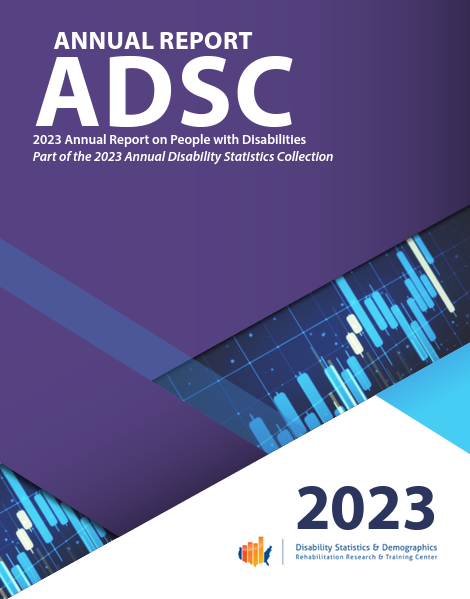 ANNUAL REPORT
ADSC
2023 Annual Report on People with Disabilities
Part of the 2023 Annual Disability Statistics Collection
2023
Disability Statistics & Demographics
Rehabilitation Research & Training Center